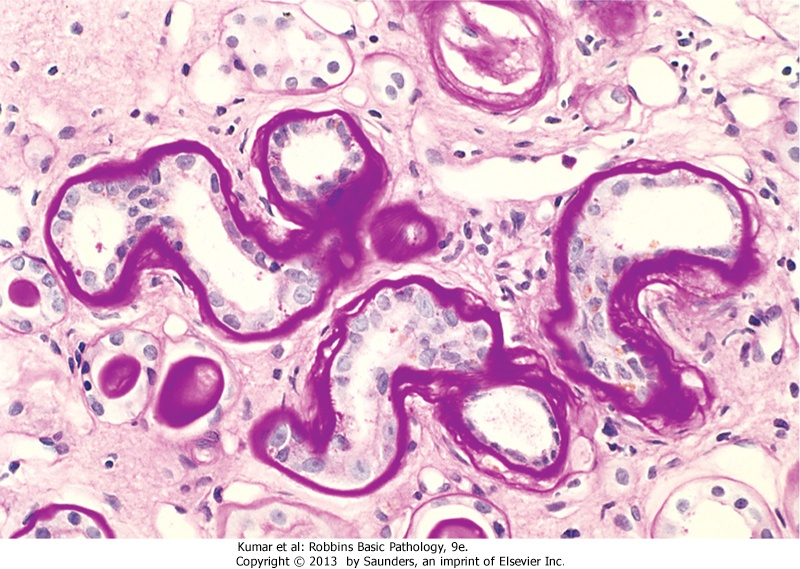 Kumar et al: Robbins Basic Pathology, 9e.
Copyright © 2013  by Saunders, an imprint of Elsevier Inc.